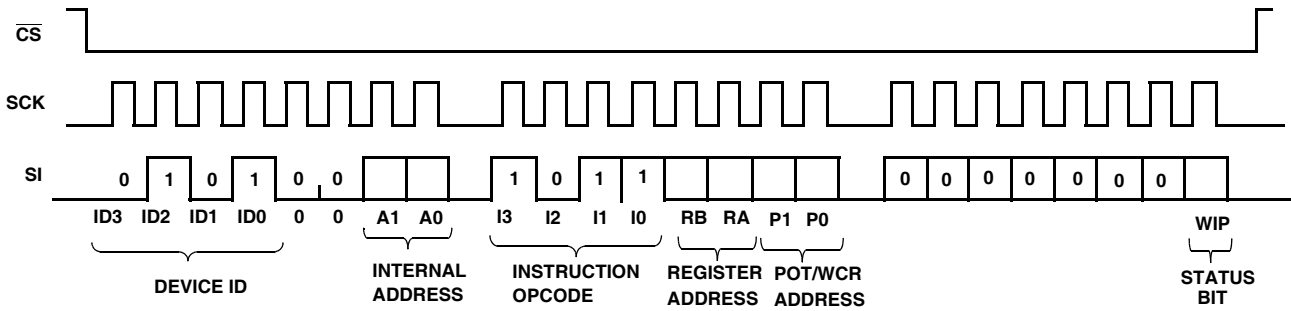 CS
SCK
SI
0 1 0 1 0 0 1 0 1 1 0 0 0 0 0 0 0
ID3 ID2 ID1 ID0 0 0 A1 A0 I3 I2 I1 I0 RB RA P1 P0 WIP
DEVICE ID
INTERNAL
ADDRESS
INSTRUCTION
OPCODE
REGISTER
ADDRESS
POT/WCR
ADDRESS
STATUS
BIT